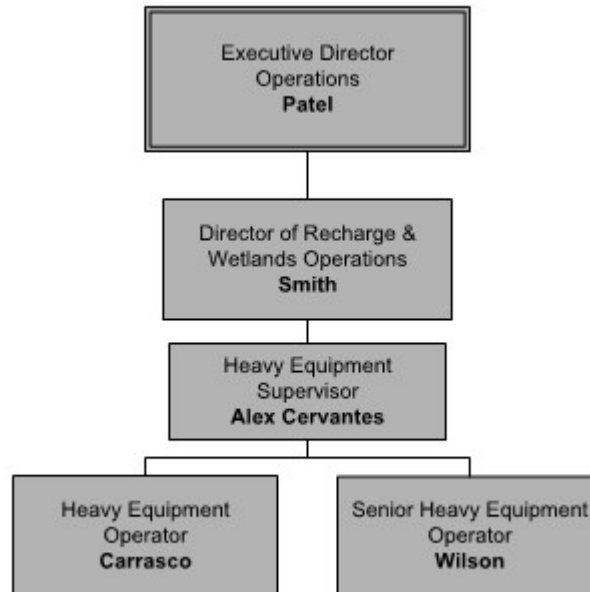 Executive Director
Operations
Patel
Director of Recharge &
Wetlands Operations
Smith
Heavy Equipment
Supervisor
Alex Cervantes
Heavy Equipment
Operator
Carrasco
Senior Heavy Equipment
Operator
Wilson